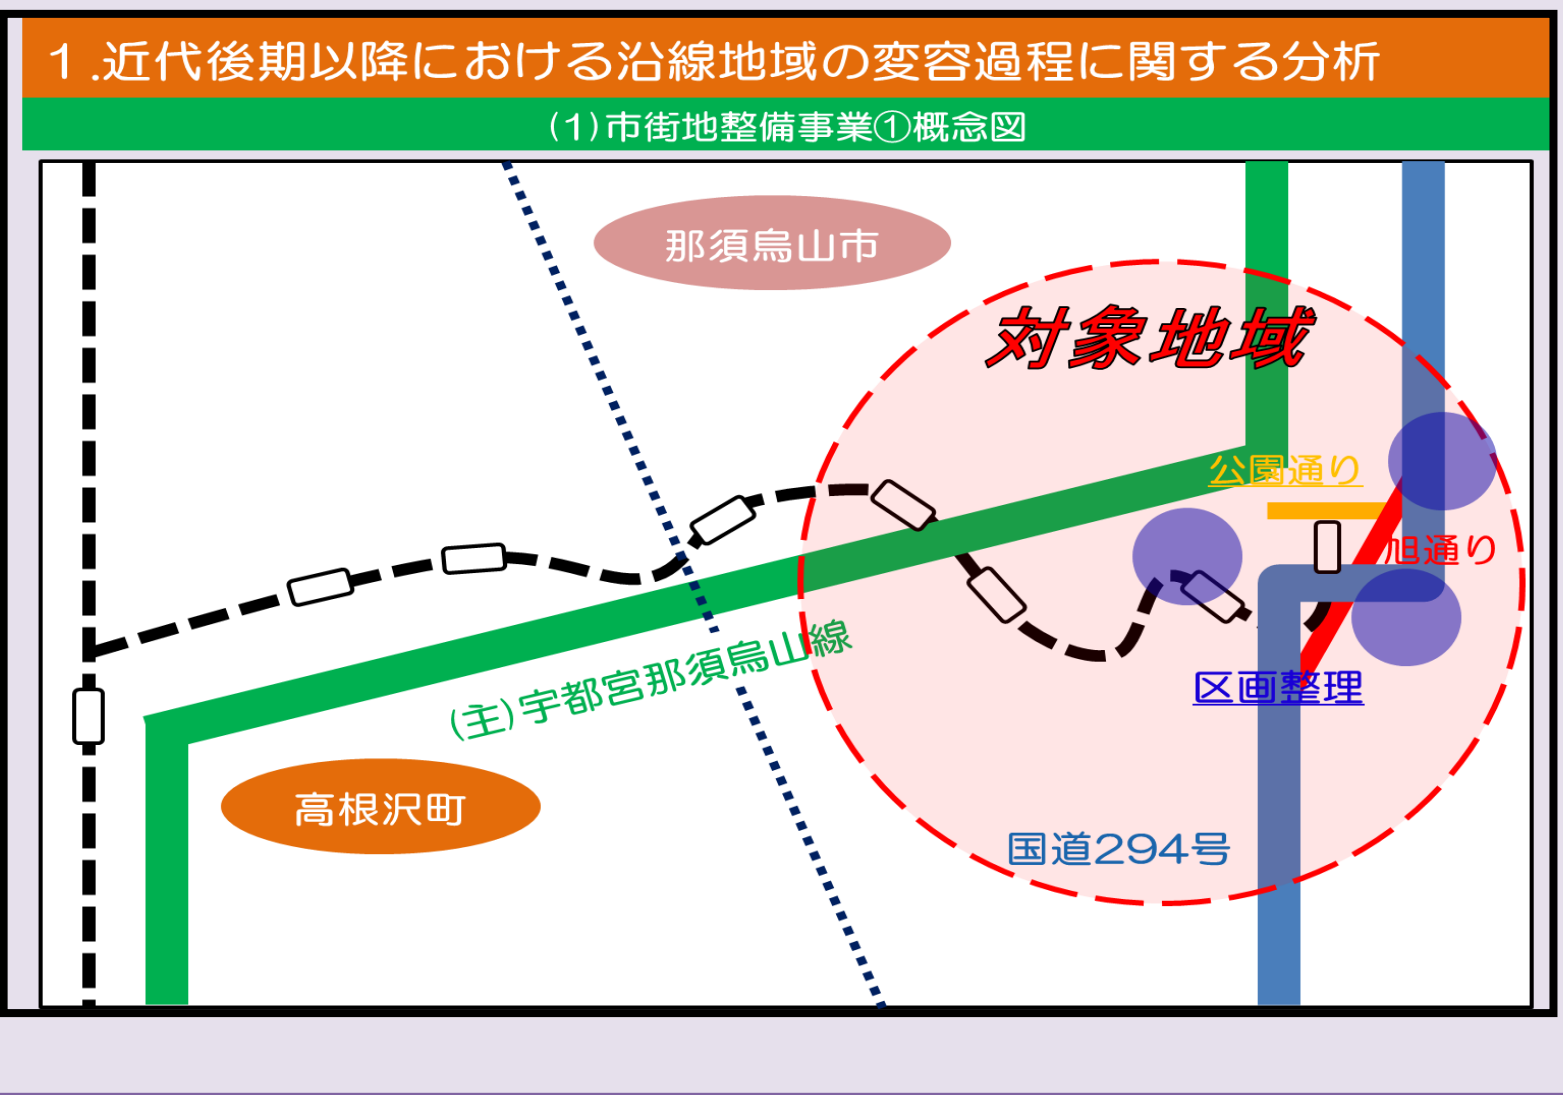 １.近代後期以降における沿線地域の変容過程に関する分析
(1)市街地整備事業①概念図
那須烏山市
対象地域
公園通り
旭通り
(主)宇都宮那須烏山線
区画整理
高根沢町
国道294号